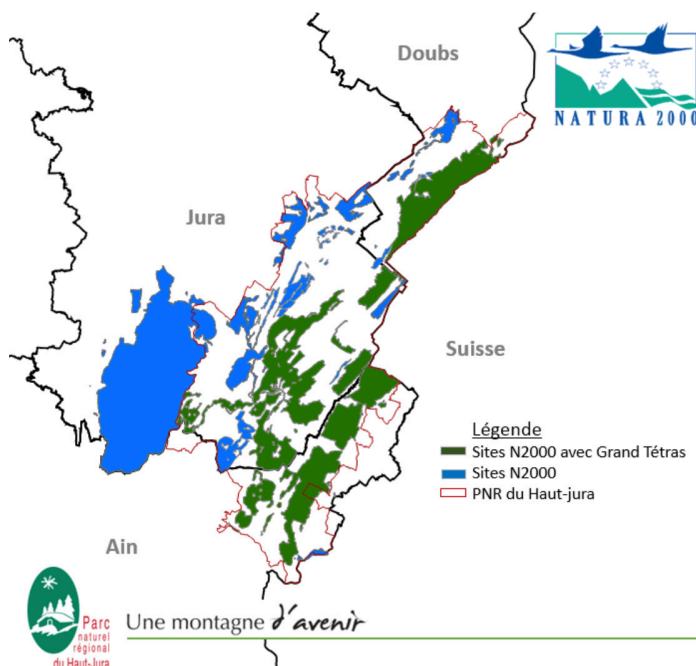 Doubs
NATURA 2000
Jura
Suisse
Légende
Sites N2000 avec Grand Tétras
Sites N2000
PNR du Haut-jura
Ain
Parc
naturel
régional
du Haut-Jura
Une montagne d'avenir